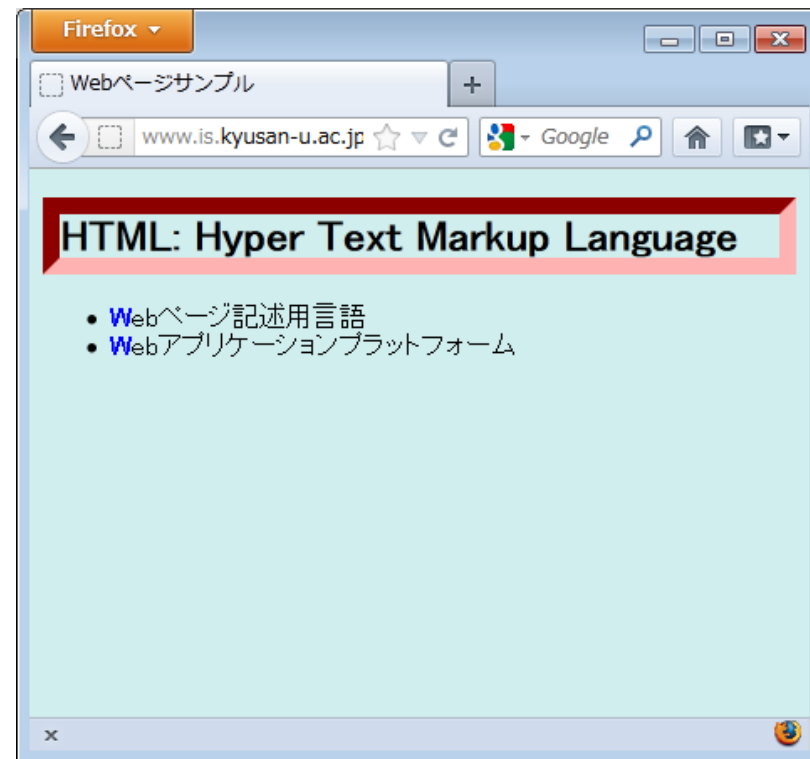 Firefox
Webページサンプル
www.is.kyusan-u.ac.jp
Google
HTML: Hyper Text Markup Language
• Webページ記述用言語
• Webアプリケーションプラットフォーム